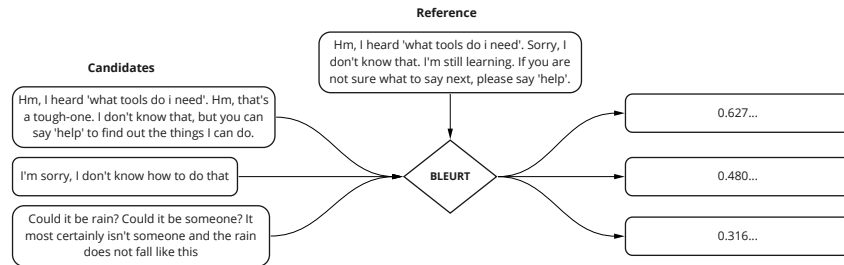 Reference
Hm, I heard 'what tools do i need'. Sorry, I
don't know that. I'm still learning. If you are
not sure what to say next, please say 'help'.
Candidates
Hm, I heard 'what tools do i need'. Hm, that's
a tough-one. I don't know that, but you can
say 'help' to find out the things I can do.
I'm sorry, I don't know how to do that
Could it be rain? Could it be someone? It
most certainly isn't someone and the rain
does not fall like this
BLEURT
0.627...
0.480...
0.316...